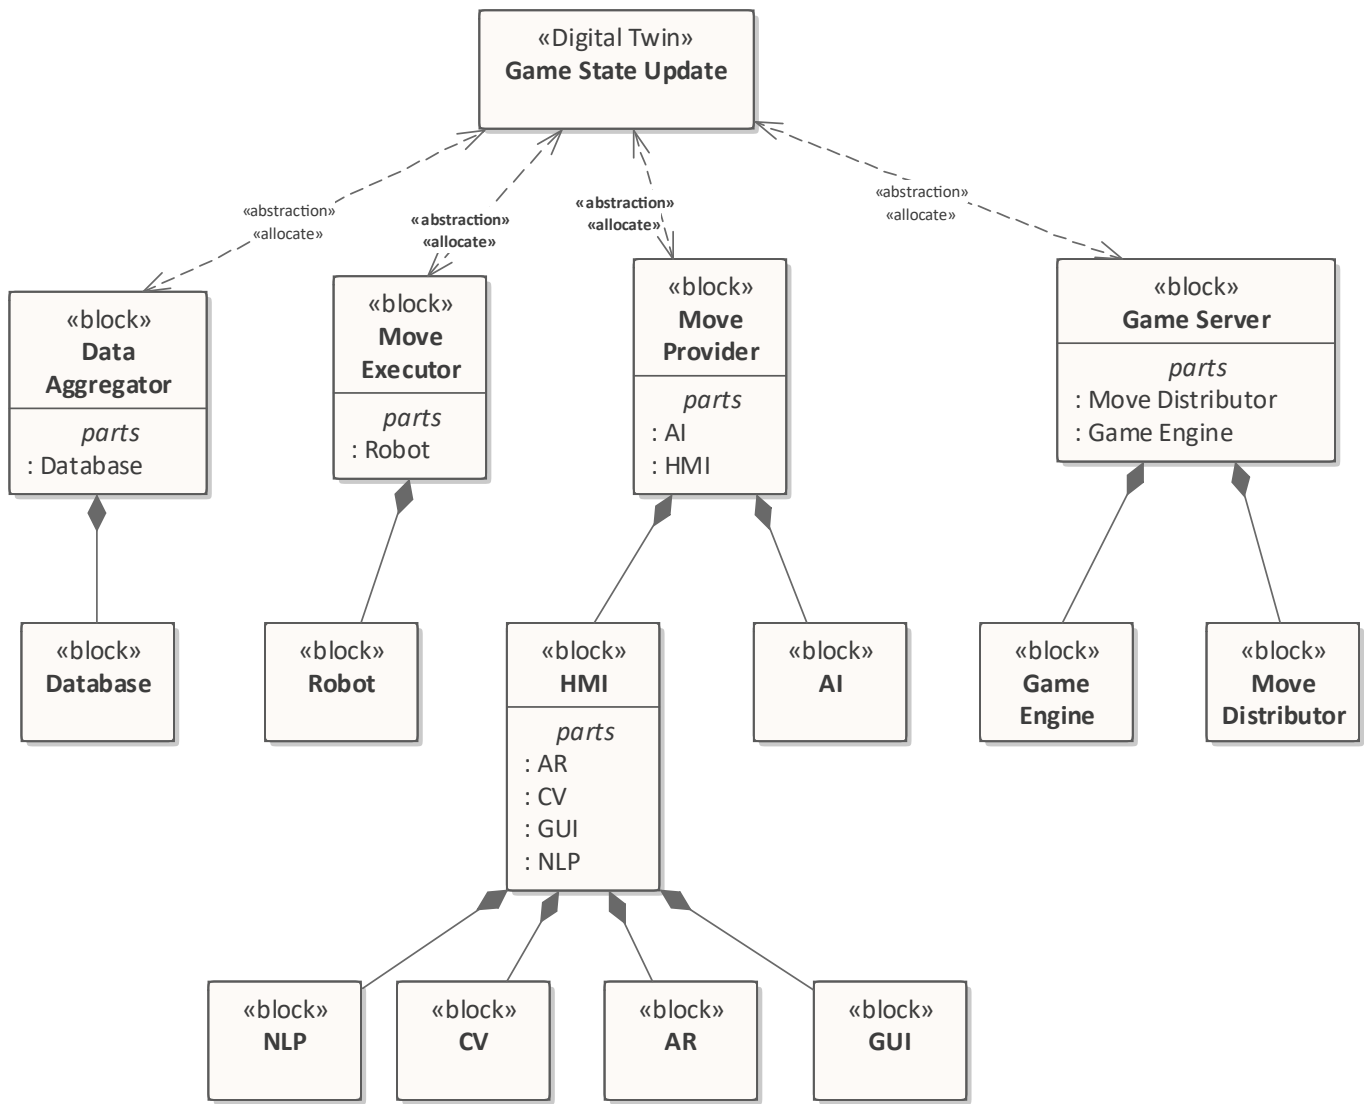 «Digital Twin»
Game State Update
«abstraction»
«allocate»
«abstraction»
«allocate»
«abstraction»
«allocate»
«abstraction»
«allocate»
«block»
Data
Aggregator
parts
: Database
«block»
Move
Executor
parts
: Robot
«block»
Move
Provider
parts
: AI
: HMI
«block»
Game Server
parts
: Move Distributor
: Game Engine
«block»
Database
«block»
Robot
«block»
HMI
parts
: AR
: CV
: GUI
: NLP
«block»
AI
«block»
Game
Engine
«block»
Move
Distributor
«block»
NLP
«block»
CV
«block»
AR
«block»
GUI